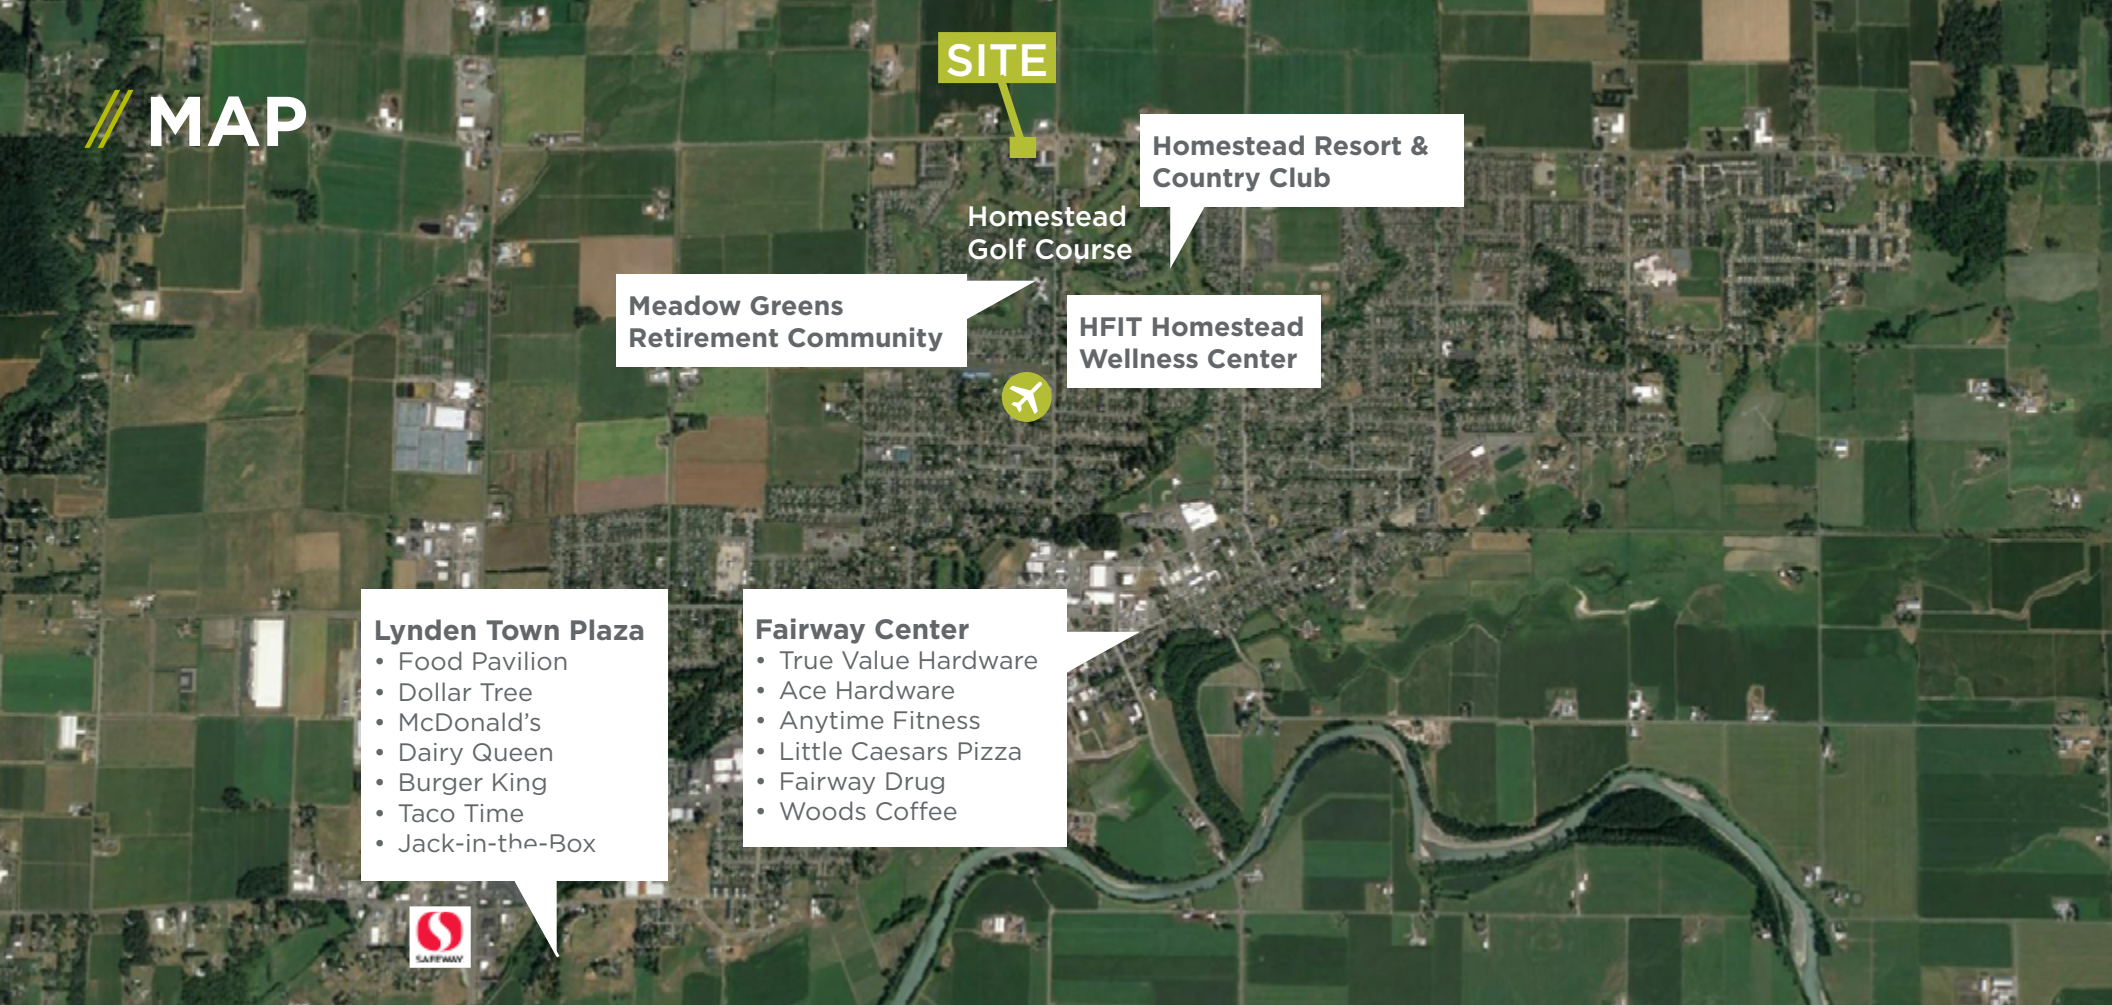 // MAP
SITE
Homestead Resort &
Country Club
Homestead
Golf Course
Meadow Greens
Retirement Community
HFIT Homestead
Wellness Center
Lynden Town Plaza
• Food Pavilion
• Dollar Tree
• McDonald's
• Dairy Queen
• Burger King
• Taco Time
• Jack-in-the-Box
Fairway Center
• True Value Hardware
• Ace Hardware
• Anytime Fitness
• Little Caesars Pizza
• Fairway Drug
• Woods Coffee
SAFEWAY